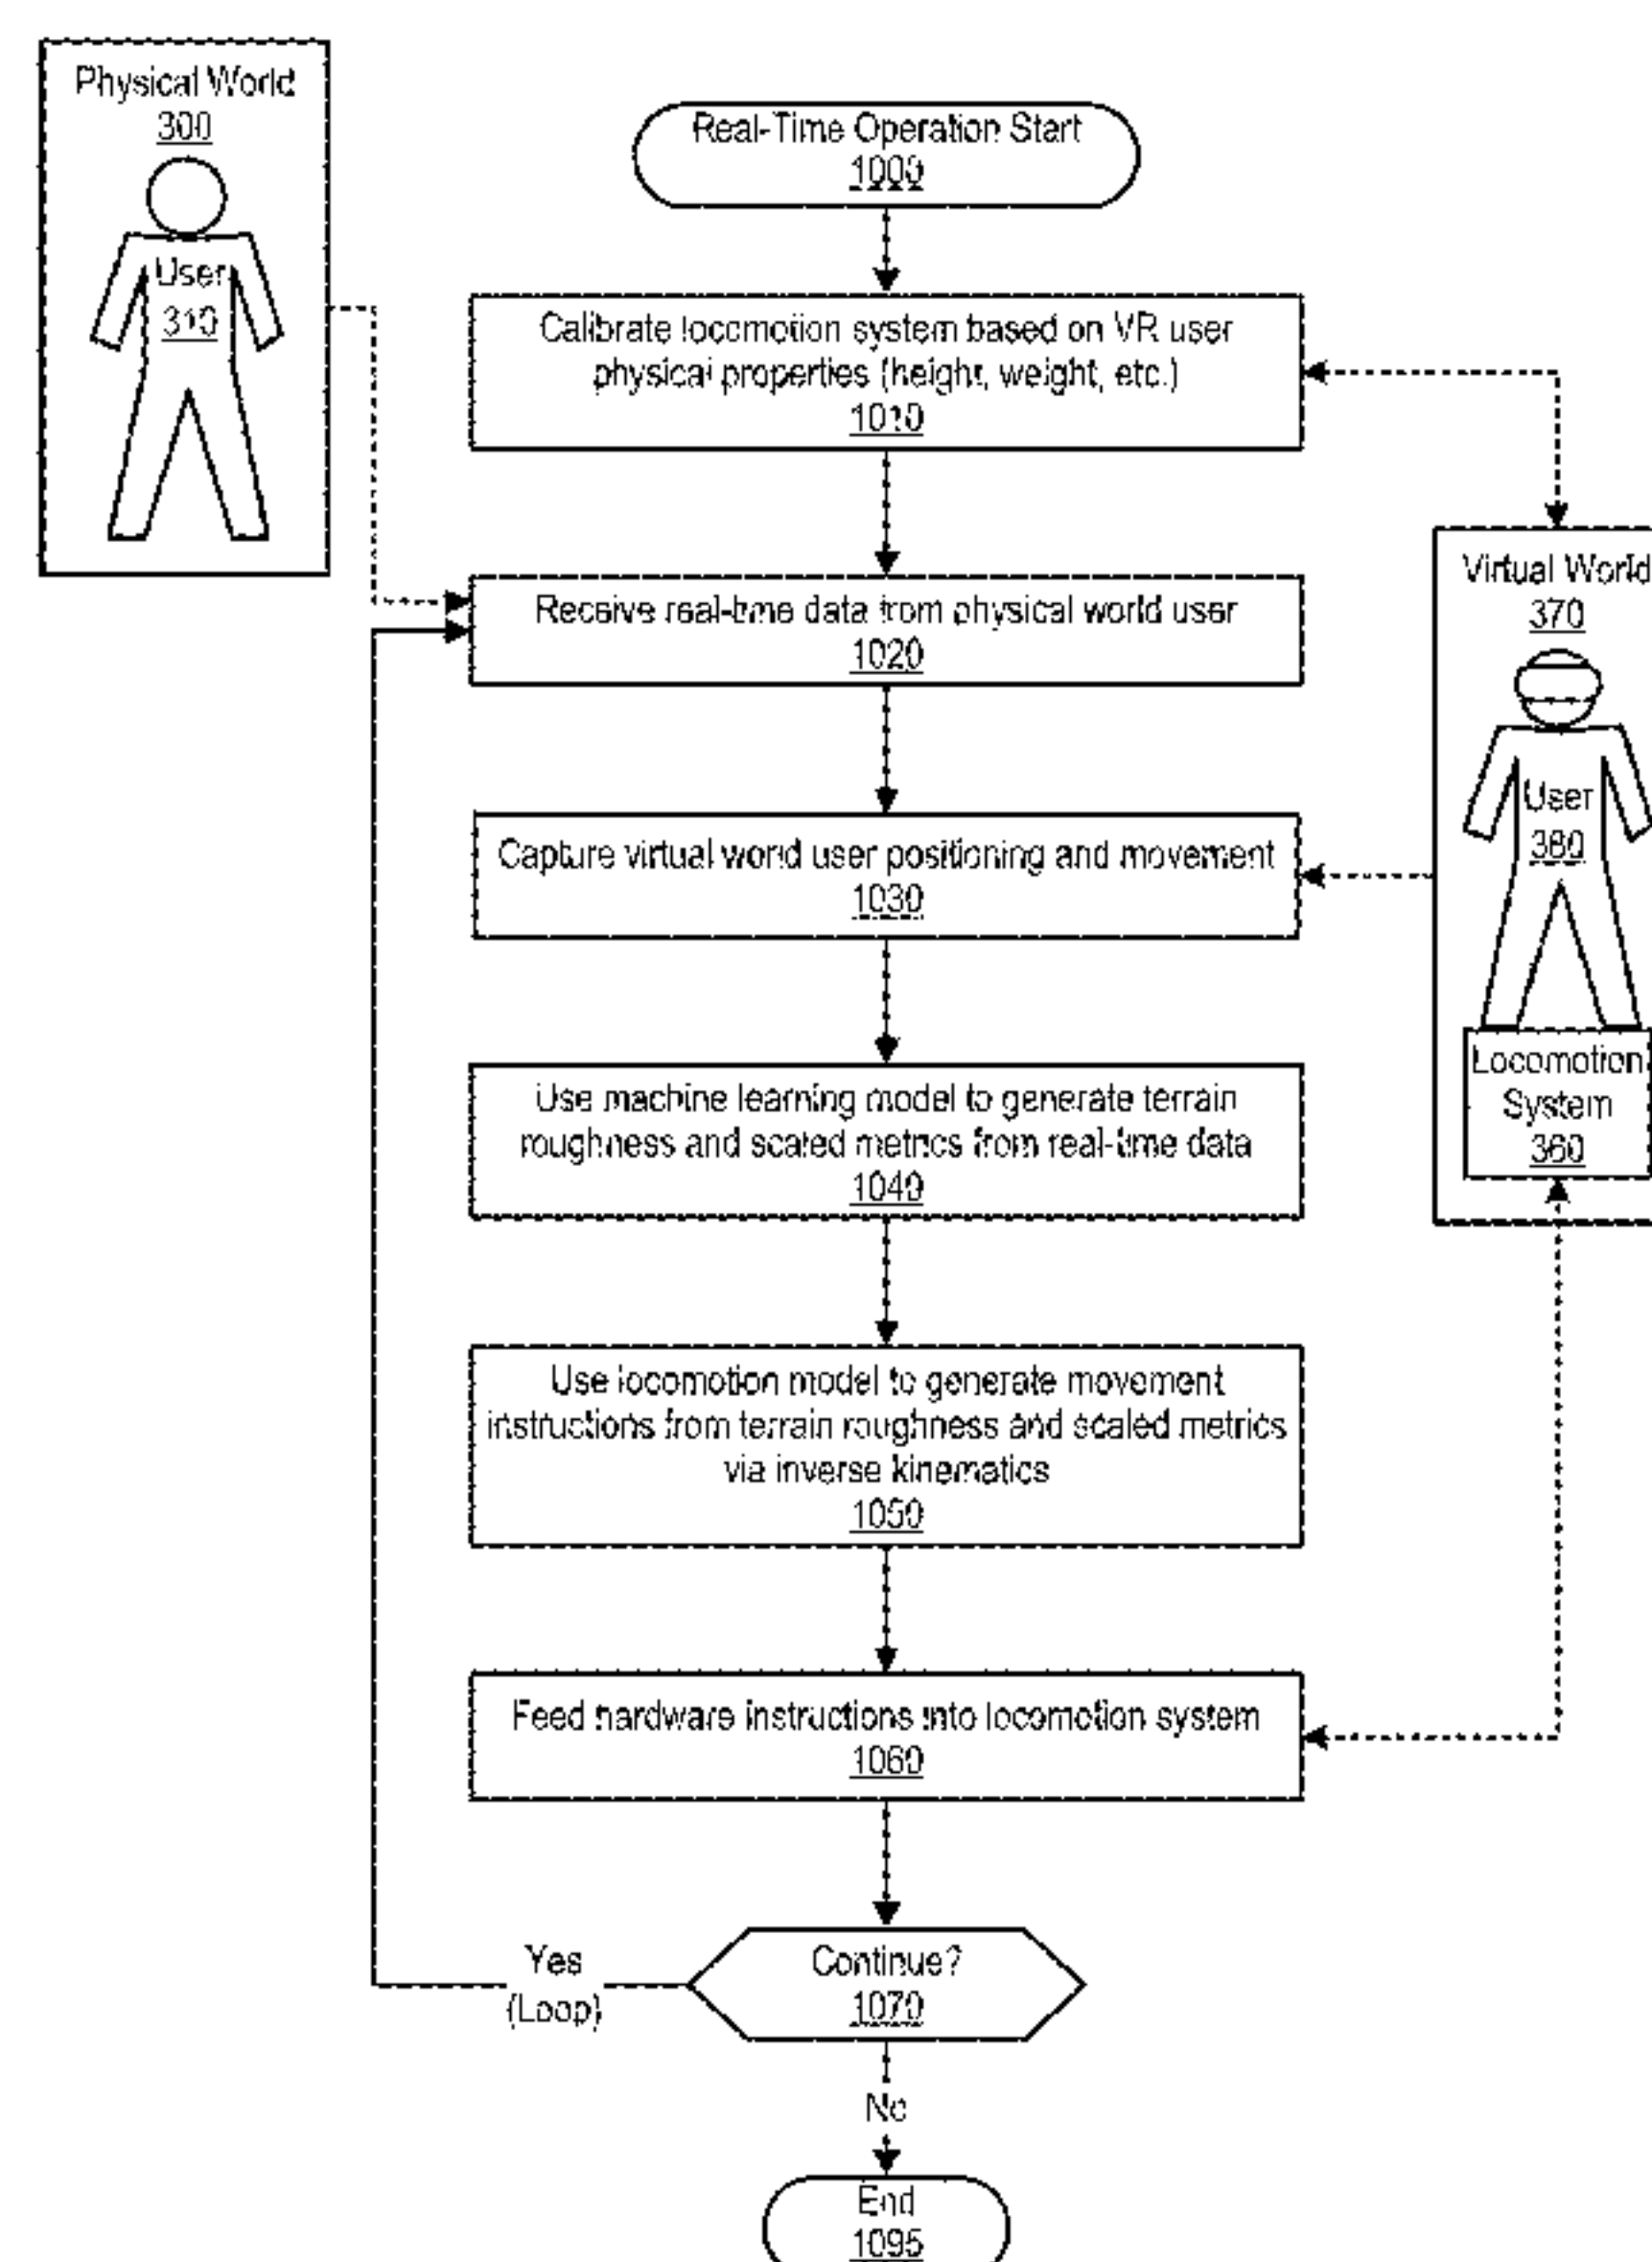 Physical World
300
User
310
Real-Time Operation Start
1000
Calibrate locomotion system based on VR user
physical properties (height, weight, etc.)
1010
Receive real-time data from physical world user
1020
Capture virtual world user positioning and movement
1030
Use machine learning model to generate terrain
roughness and scaled metrics from real-time data
1040
Use locomotion model to generate movement
instructions from terrain roughness and scaled metrics
via inverse kinematics
1050
Feed hardware instructions into locomotion system
1060
Continue?
1070
Yes
(Loop)
No
End
1095
Virtual World
370
User
380
Locomotion
System
360